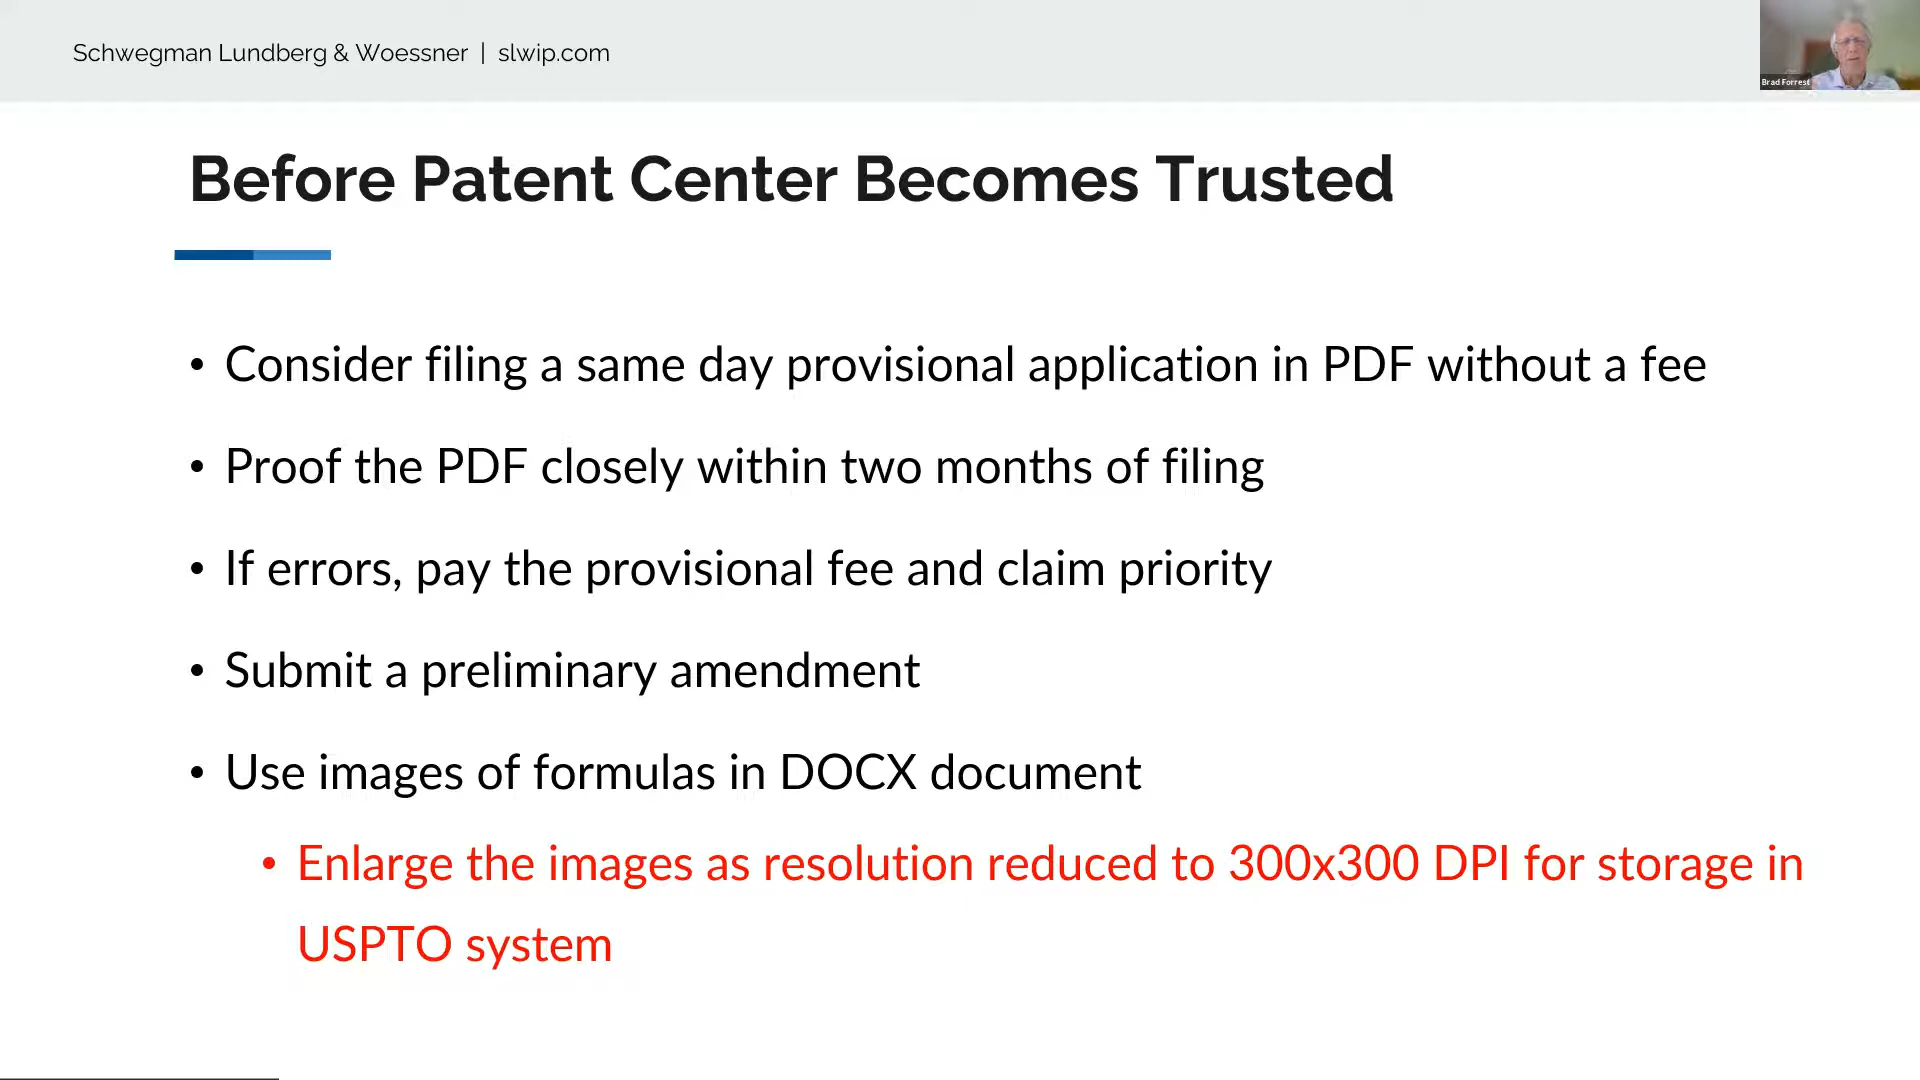 Schwegman Lundberg & Woessner | slwip.com
Brad Forrest
Before Patent Center Becomes Trusted
• Consider filing a same day provisional application in PDF without a fee
• Proof the PDF closely within two months of filing
• If errors, pay the provisional fee and claim priority
• Submit a preliminary amendment
• Use images of formulas in DOCX document
• Enlarge the images as resolution reduced to 300x300 DPI for storage in
USPTO system